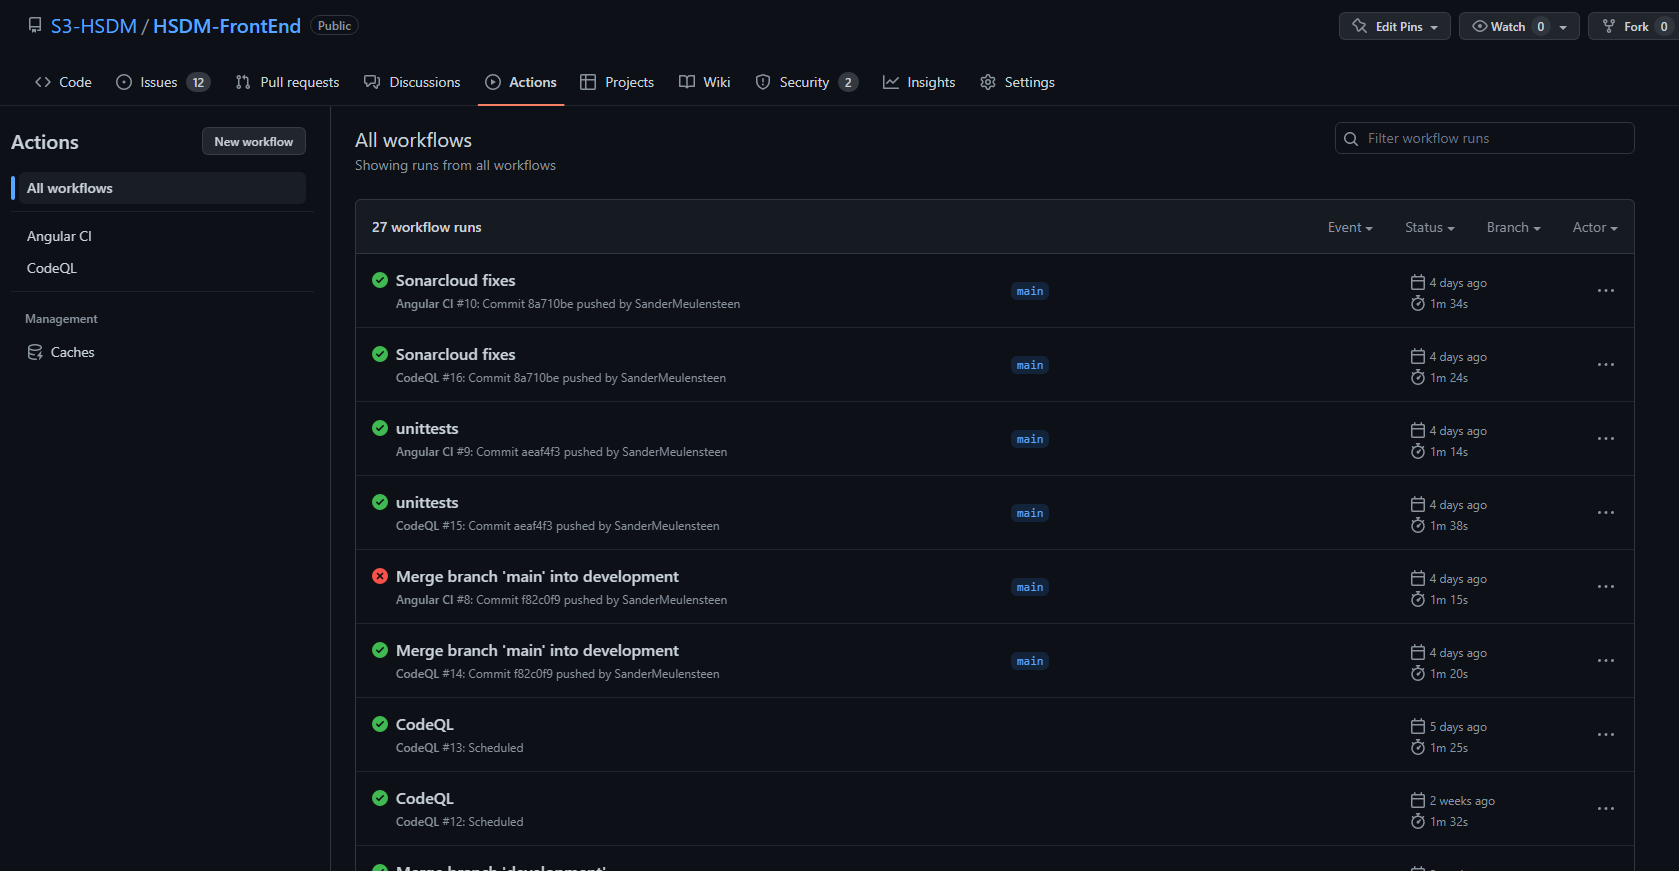 S3-HSDM / HSDM-FrontEnd Public
Edit Pins Watch 0 Fork 0
Code Issues 12 Pull requests Discussions Actions Projects Wiki Security 2 Insights Settings
Actions New workflow
All workflows
Angular CI
CodeQL
Management
Caches
All workflows
Showing runs from all workflows
Filter workflow runs
27 workflow runs Event Status Branch Actor
Sonarcloud fixes
Angular CI #10: Commit 8a710be pushed by SanderMeulensteen
main
4 days ago
1m 34s
Sonarcloud fixes
CodeQL #16: Commit 8a710be pushed by SanderMeulensteen
main
4 days ago
1m 24s
unittests
Angular CI #9: Commit aeaf4f3 pushed by SanderMeulensteen
main
4 days ago
1m 14s
unittests
CodeQL #15: Commit aeaf4f3 pushed by SanderMeulensteen
main
4 days ago
1m 38s
Merge branch 'main' into development
Angular CI #8: Commit f82c0f9 pushed by SanderMeulensteen
main
4 days ago
1m 15s
Merge branch 'main' into development
CodeQL #14: Commit f82c0f9 pushed by SanderMeulensteen
main
4 days ago
1m 20s
CodeQL
CodeQL #13: Scheduled
5 days ago
1m 25s
CodeQL
CodeQL #12: Scheduled
2 weeks ago
1m 32s
Merge branch 'development'